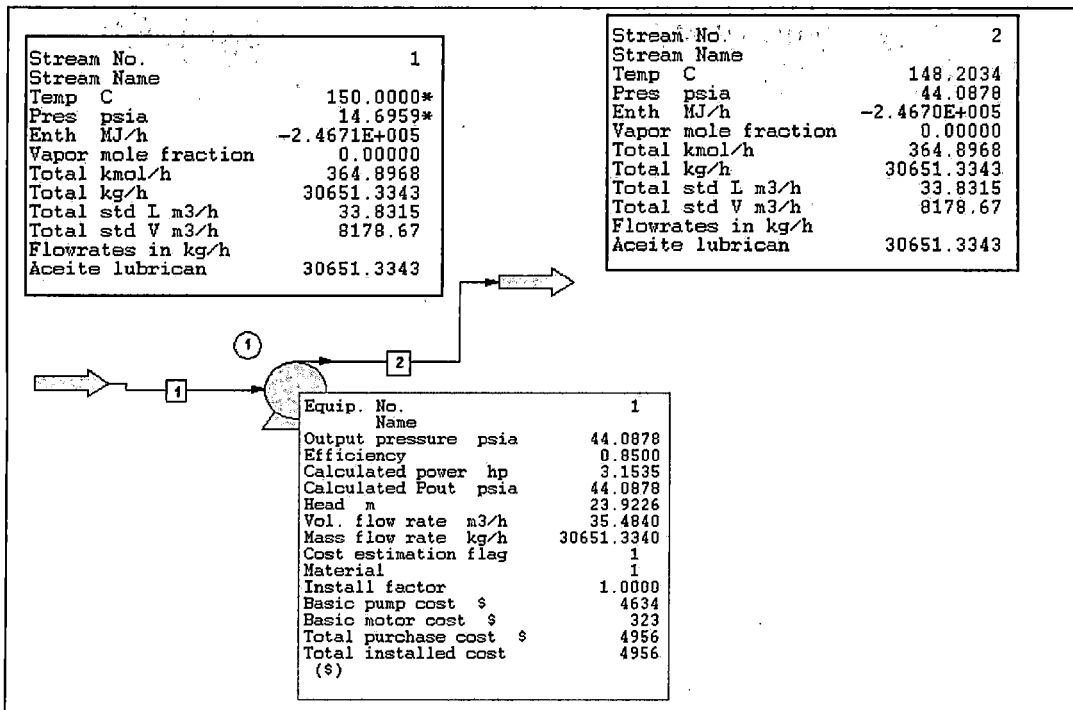 Stream No. 1
Stream Name
Temp C 150.0000*
Pres psia 14.6959*
Enth MJ/h -2.4671E+005
Vapor mole fraction 0.00000
Total kmol/h 364.8968
Total kg/h 30651.3343
Total std L m3/h 33.8315
Total std V m3/h 8178.67
Flowrates in kg/h
Aceite lubrican 30651.3343
Stream No. 2
Stream Name
Temp C 148.2034
Pres psia 44.0878
Enth MJ/h -2.4670E+005
Vapor mole fraction 0.00000
Total kmol/h 364.8968
Total kg/h 30651.3343
Total std L m3/h 33.8315
Total std V m3/h 8178.67
Flowrates in kg/h
Aceite lubrican 30651.3343
1
2
1
Equip. No. 1
Name
Output pressure psia 44.0878
Efficiency 0.8500
Calculated power hp 3.1535
Calculated Pout psia 44.0878
Head m 23.9226
Vol. flow rate m3/h 35.4840
Mass flow rate kg/h 30651.3340
Cost estimation flag 1
Material 1
Install factor 1.0000
Basic pump cost $ 4634
Basic motor cost $ 323
Total purchase cost $ 4956
Total installed cost 4956
($)